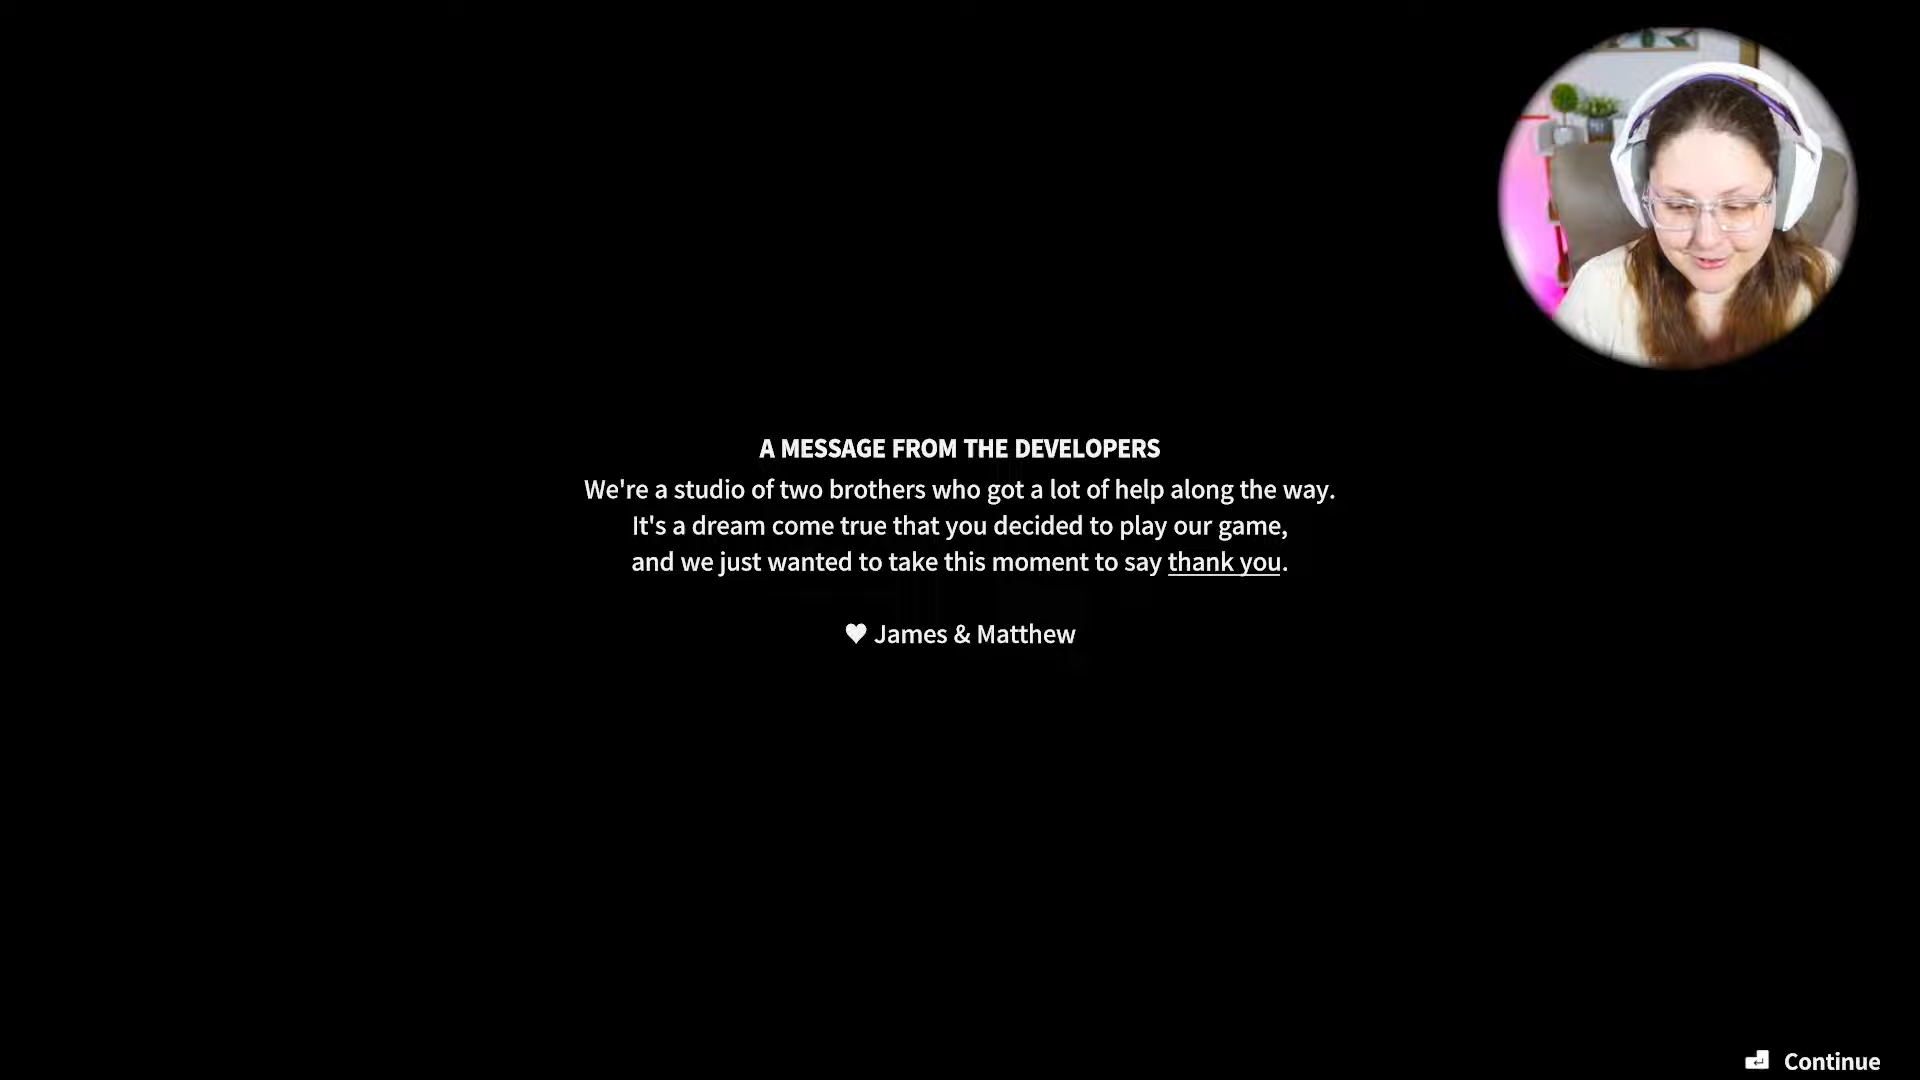 A MESSAGE FROM THE DEVELOPERS
We're a studio of two brothers who got a lot of help along the way.
It's a dream come true that you decided to play our game,
and we just wanted to take this moment to say thank you.
♥ James & Matthew
Continue